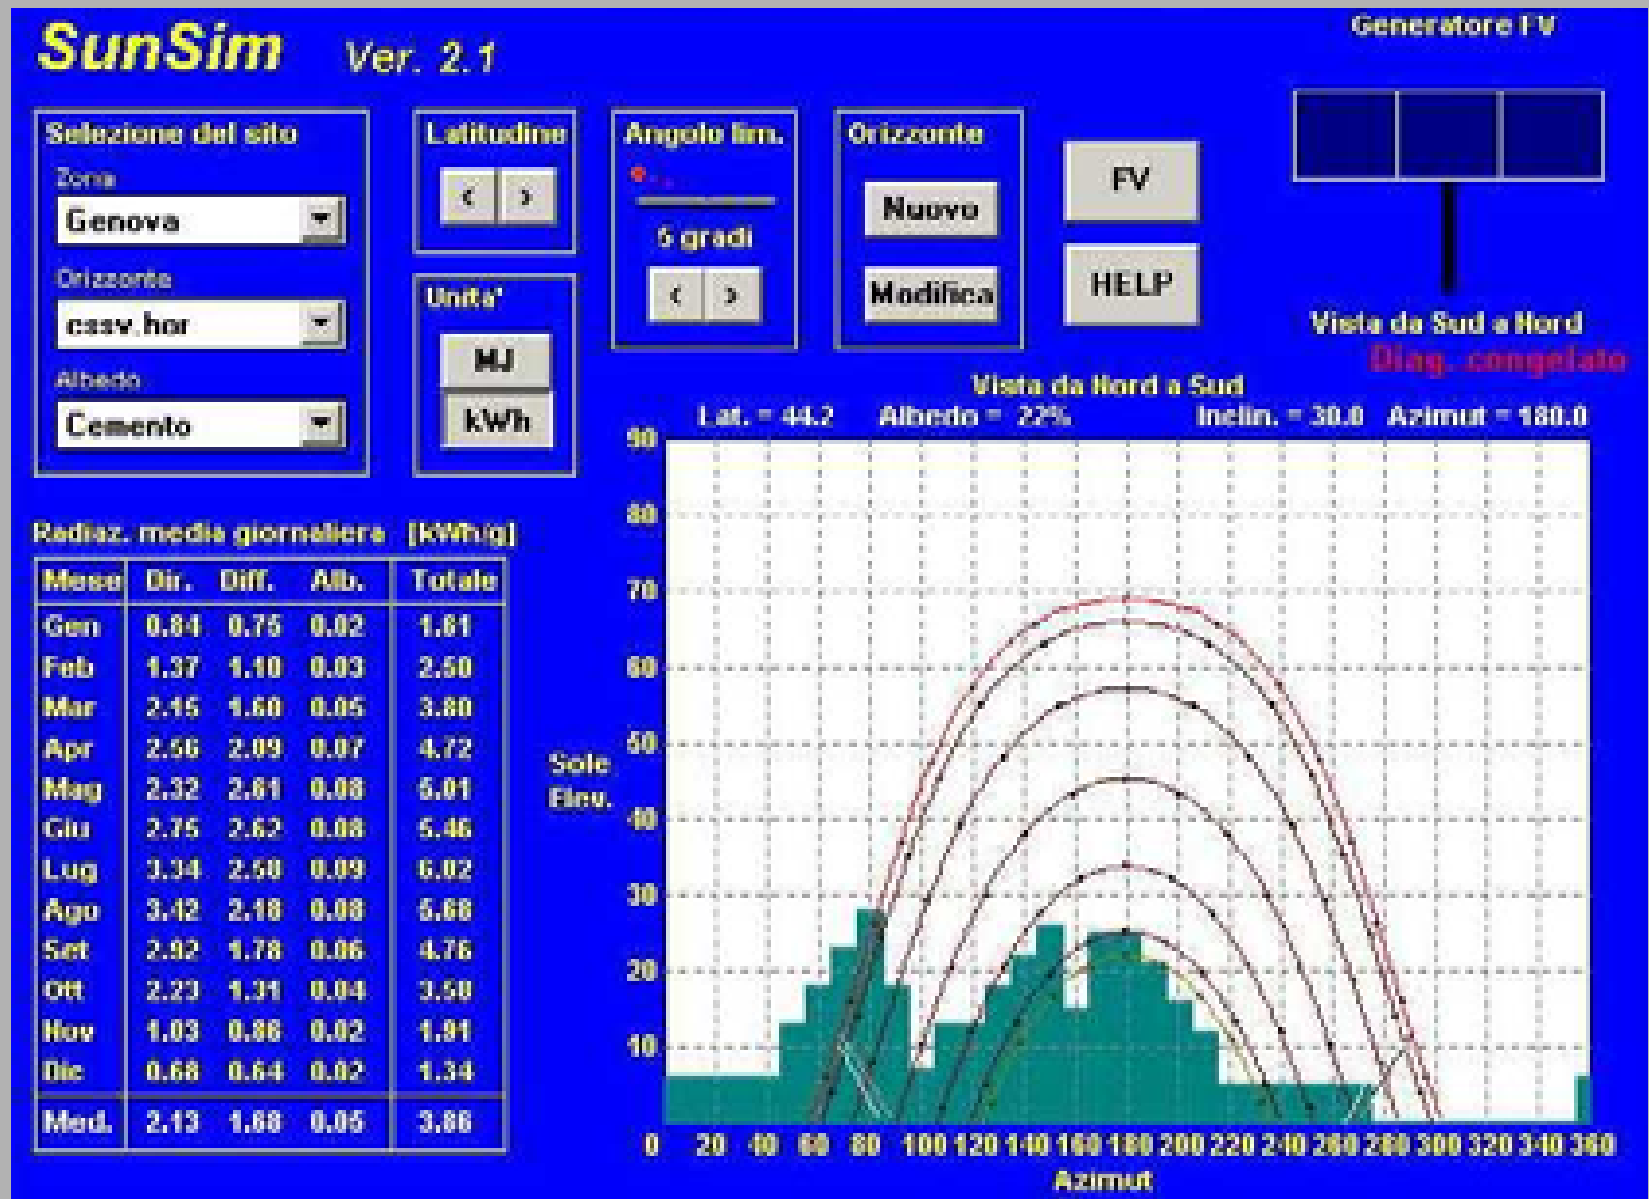 SunSim Ver. 2.1
Generatore FV
Selezione del sito
Zona
Genova
Orizzonte
cssv.hor
Albedo
Cemento
Latitudine
< >
Unita'
MJ
kWh
Angolo lim.
5 gradi
< >
Orizzonte
Nuovo
Modifica
FV
HELP
Vista da Sud a Nord
Diag. congelato
Vista da Nord a Sud
Lat. = 44.2 Albedo = 22% Inclin. = 30.0 Azimut = 180.0
Radiaz. media giornaliera [kWh/g]
Mese Dir. Diff. Alb. Totale
Gen 0.84 0.75 0.02 1.61
Feb 1.37 1.10 0.03 2.50
Mar 2.15 1.60 0.05 3.80
Apr 2.56 2.09 0.07 4.72
Mag 2.32 2.61 0.08 5.01
Giu 2.75 2.62 0.08 5.46
Lug 3.34 2.58 0.09 6.02
Ago 3.42 2.18 0.08 5.68
Set 2.92 1.78 0.06 4.76
Ott 2.23 1.31 0.04 3.58
Nov 1.03 0.86 0.02 1.91
Dic 0.68 0.64 0.02 1.34
Med. 2.13 1.68 0.05 3.86
Sole
Elev.
90
80
70
60
50
40
30
20
10
0 20 40 60 80 100 120 140 160 180 200 220 240 260 280 300 320 340 360
Azimut